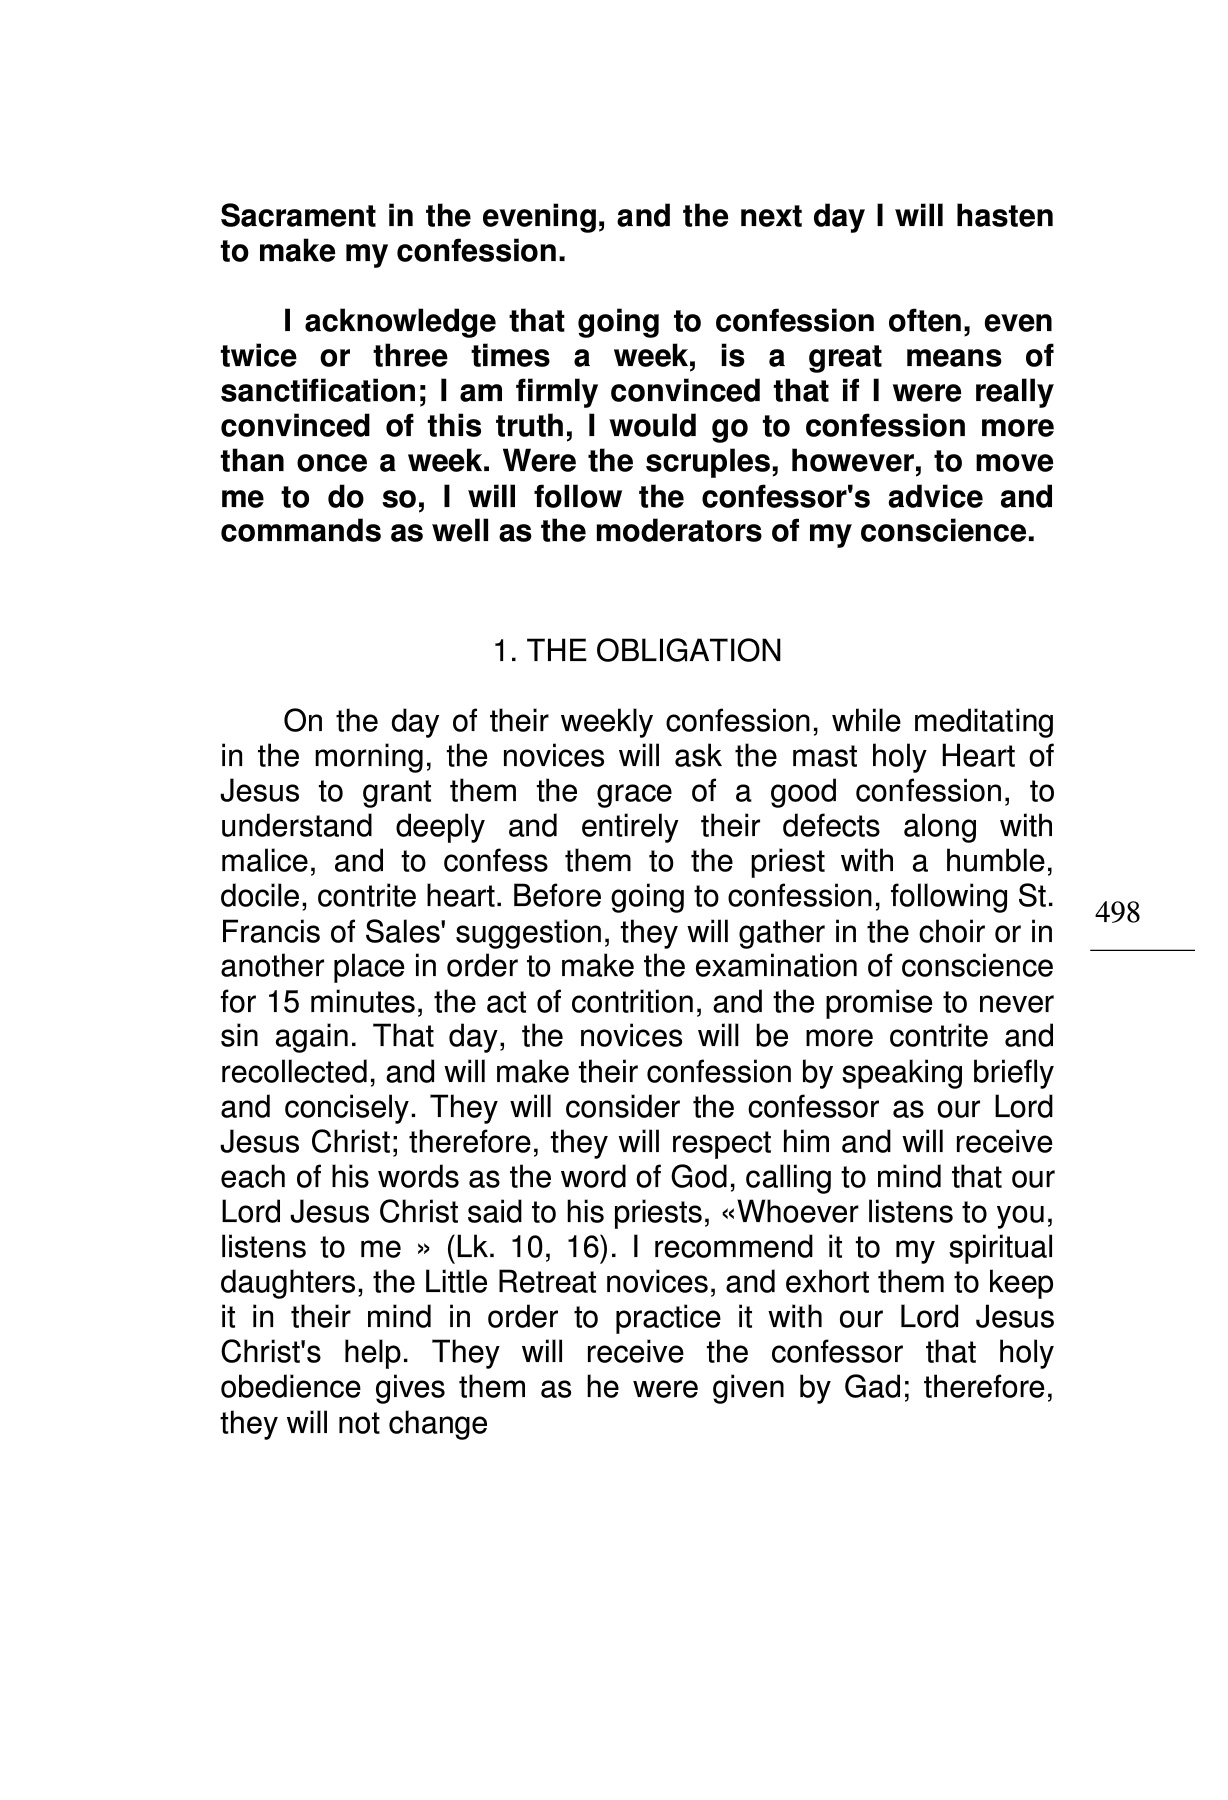 Sacrament in the evening, and the next day I will hasten
to make my confession.
I acknowledge that going to confession often, even
twice or three times a week, is a great means of
sanctification; I am firmly convinced that if I were really
convinced of this truth, I would go to confession more
than once a week. Were the scruples, however, to move
me to do so, I will follow the confessor's advice and
commands as well as the moderators of my conscience.
1. THE OBLIGATION
On the day of their weekly confession, while meditating
in the morning, the novices will ask the mast holy Heart of
Jesus to grant them the grace of a good confession, to
understand deeply and entirely their defects along with
malice, and to confess them to the priest with a humble,
docile, contrite heart. Before going to confession, following St.
Francis of Sales' suggestion, they will gather in the choir or in
another place in order to make the examination of conscience
for 15 minutes, the act of contrition, and the promise to never
sin again. That day, the novices will be more contrite and
recollected, and will make their confession by speaking briefly
and concisely. They will consider the confessor as our Lord
Jesus Christ; therefore, they will respect him and will receive
each of his words as the word of God, calling to mind that our
Lord Jesus Christ said to his priests, «Whoever listens to you,
listens to me » (Lk. 10, 16). I recommend it to my spiritual
daughters, the Little Retreat novices, and exhort them to keep
it in their mind in order to practice it with our Lord Jesus
Christ's help. They will receive the confessor that holy
obedience gives them as he were given by Gad; therefore,
they will not change
498